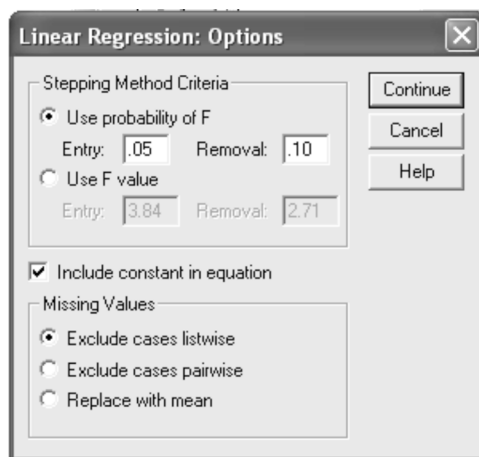 Linear Regression: Options
Stepping Method Criteria
Use probability of F
Entry: .05 Removal: .10
Use F value
Entry: 3.84 Removal: 2.71
Include constant in equation
Missing Values
Exclude cases listwise
Exclude cases pairwise
Replace with mean
Continue
Cancel
Help